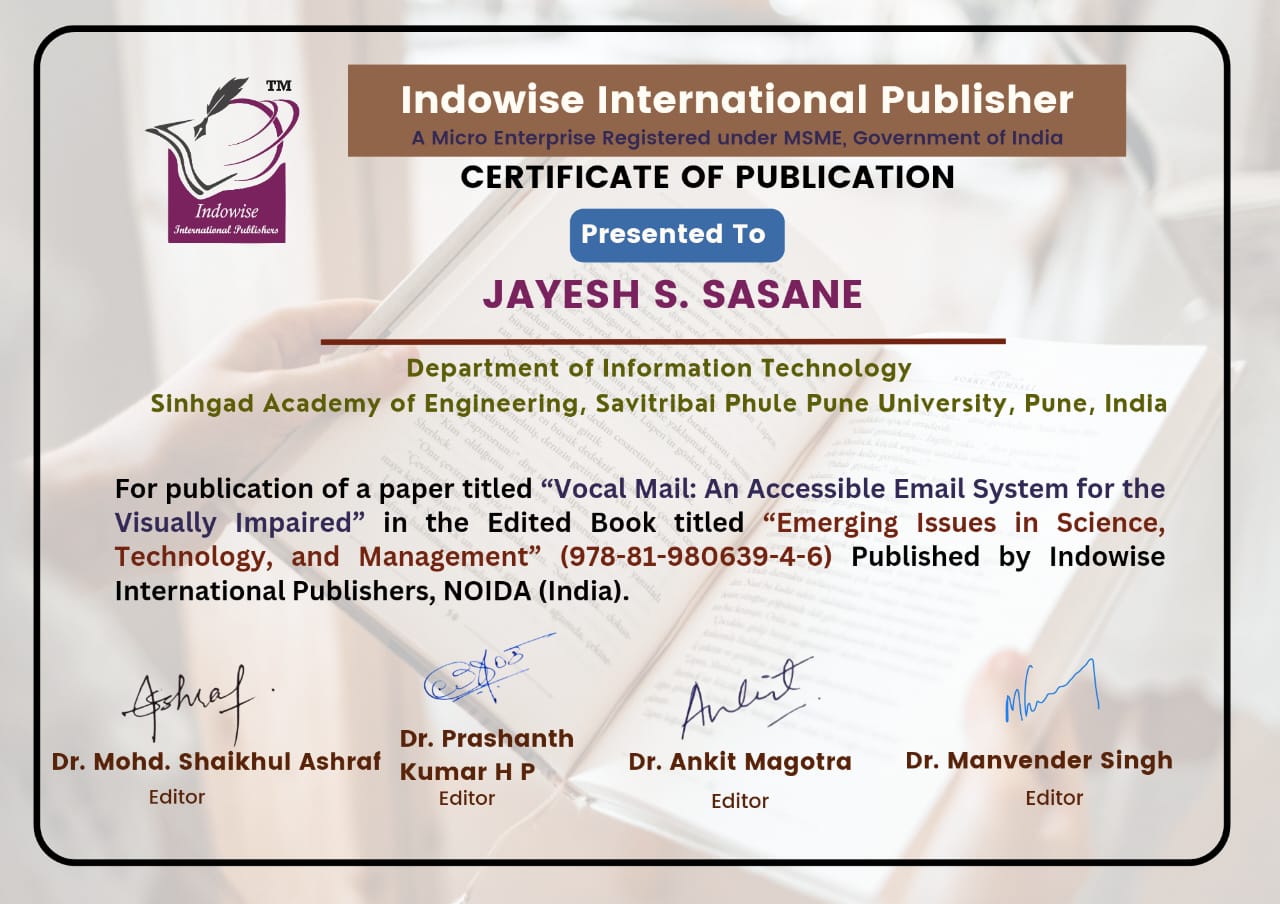 TM
Indowise
International Publishers
Indowise International Publisher
A Micro Enterprise Registered under MSME, Government of India
CERTIFICATE OF PUBLICATION
Presented To
JAYESH S. SASANE
Department of Information Technology
Sinhgad Academy of Engineering, Savitribai Phule Pune University, Pune, India
For publication of a paper titled “Vocal Mail: An Accessible Email System for the
Visually Impaired” in the Edited Book titled “Emerging Issues in Science,
Technology, and Management” (978-81-980639-4-6) Published by Indowise
International Publishers, NOIDA (India).
Ashraf
Ankit
Dr. Mohd. Shaikhul Ashraf
Dr. Prashanth
Kumar H P
Dr. Ankit Magotra
Dr. Manvender Singh
Editor
Editor
Editor
Editor